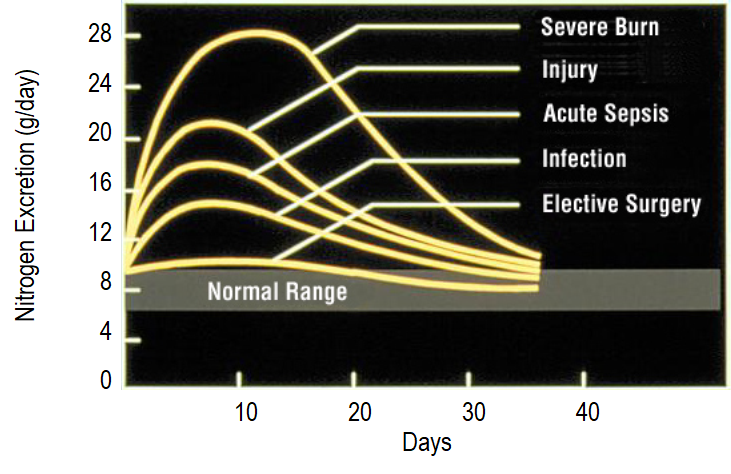 Nitrogen Excretion (g/day)
28
24
20
16
12
8
4
0
Severe Burn
Injury
Acute Sepsis
Infection
Elective Surgery
Normal Range
10 20 30 40
Days